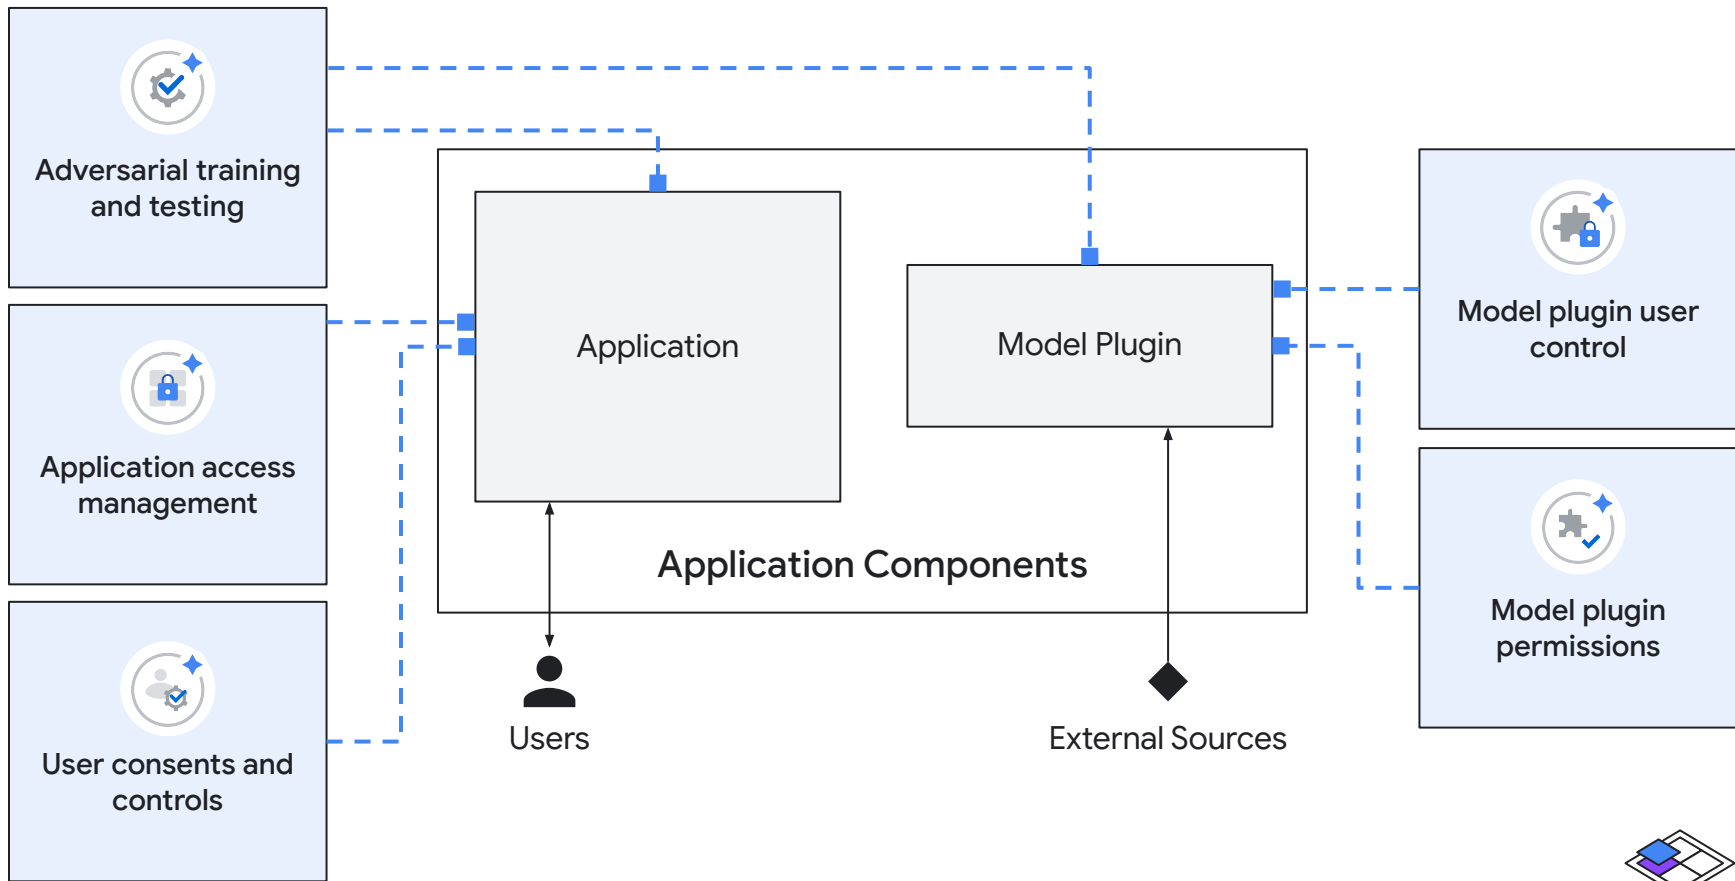 Adversarial training
and testing
Application access
management
User consents and
controls
Application
Model Plugin
Application Components
Users
External Sources
Model plugin user
control
Model plugin
permissions